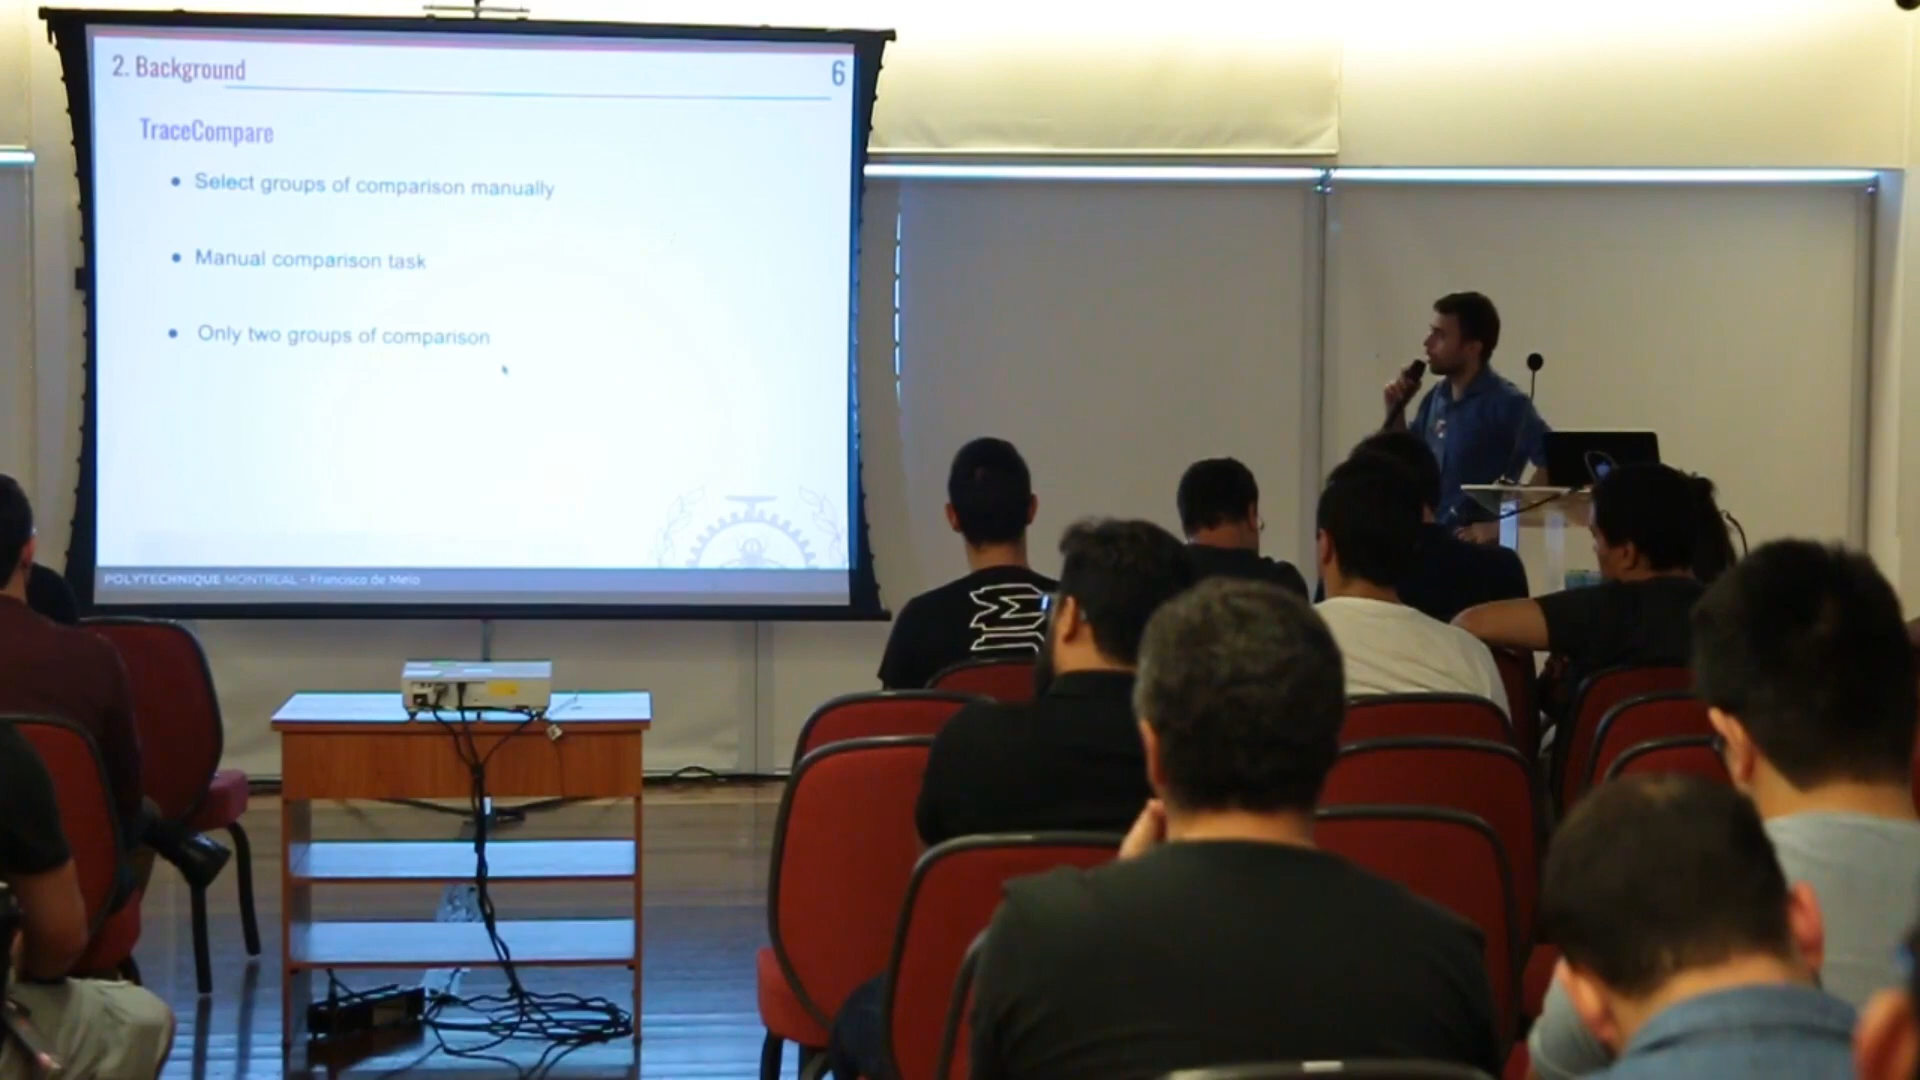 2. Background
6
TraceCompare
• Select groups of comparison manually
• Manual comparison task
• Only two groups of comparison
POLYTECHNIQUE MONTRÉAL – Francisco de Melo